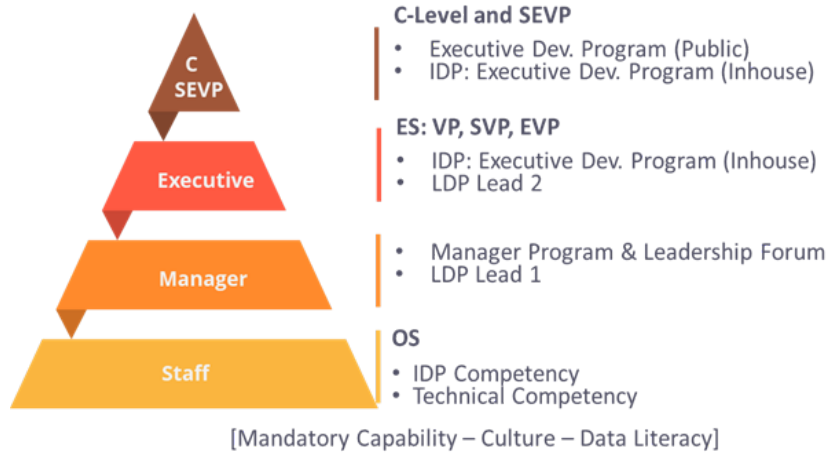 C-Level and SEVP
C
SEVP
• Executive Dev. Program (Public)
• IDP: Executive Dev. Program (Inhouse)
ES: VP, SVP, EVP
Executive
• IDP: Executive Dev. Program (Inhouse)
• LDP Lead 2
Manager
• Manager Program & Leadership Forum
• LDP Lead 1
OS
Staff
• IDP Competency
• Technical Competency
[Mandatory Capability – Culture – Data Literacy]